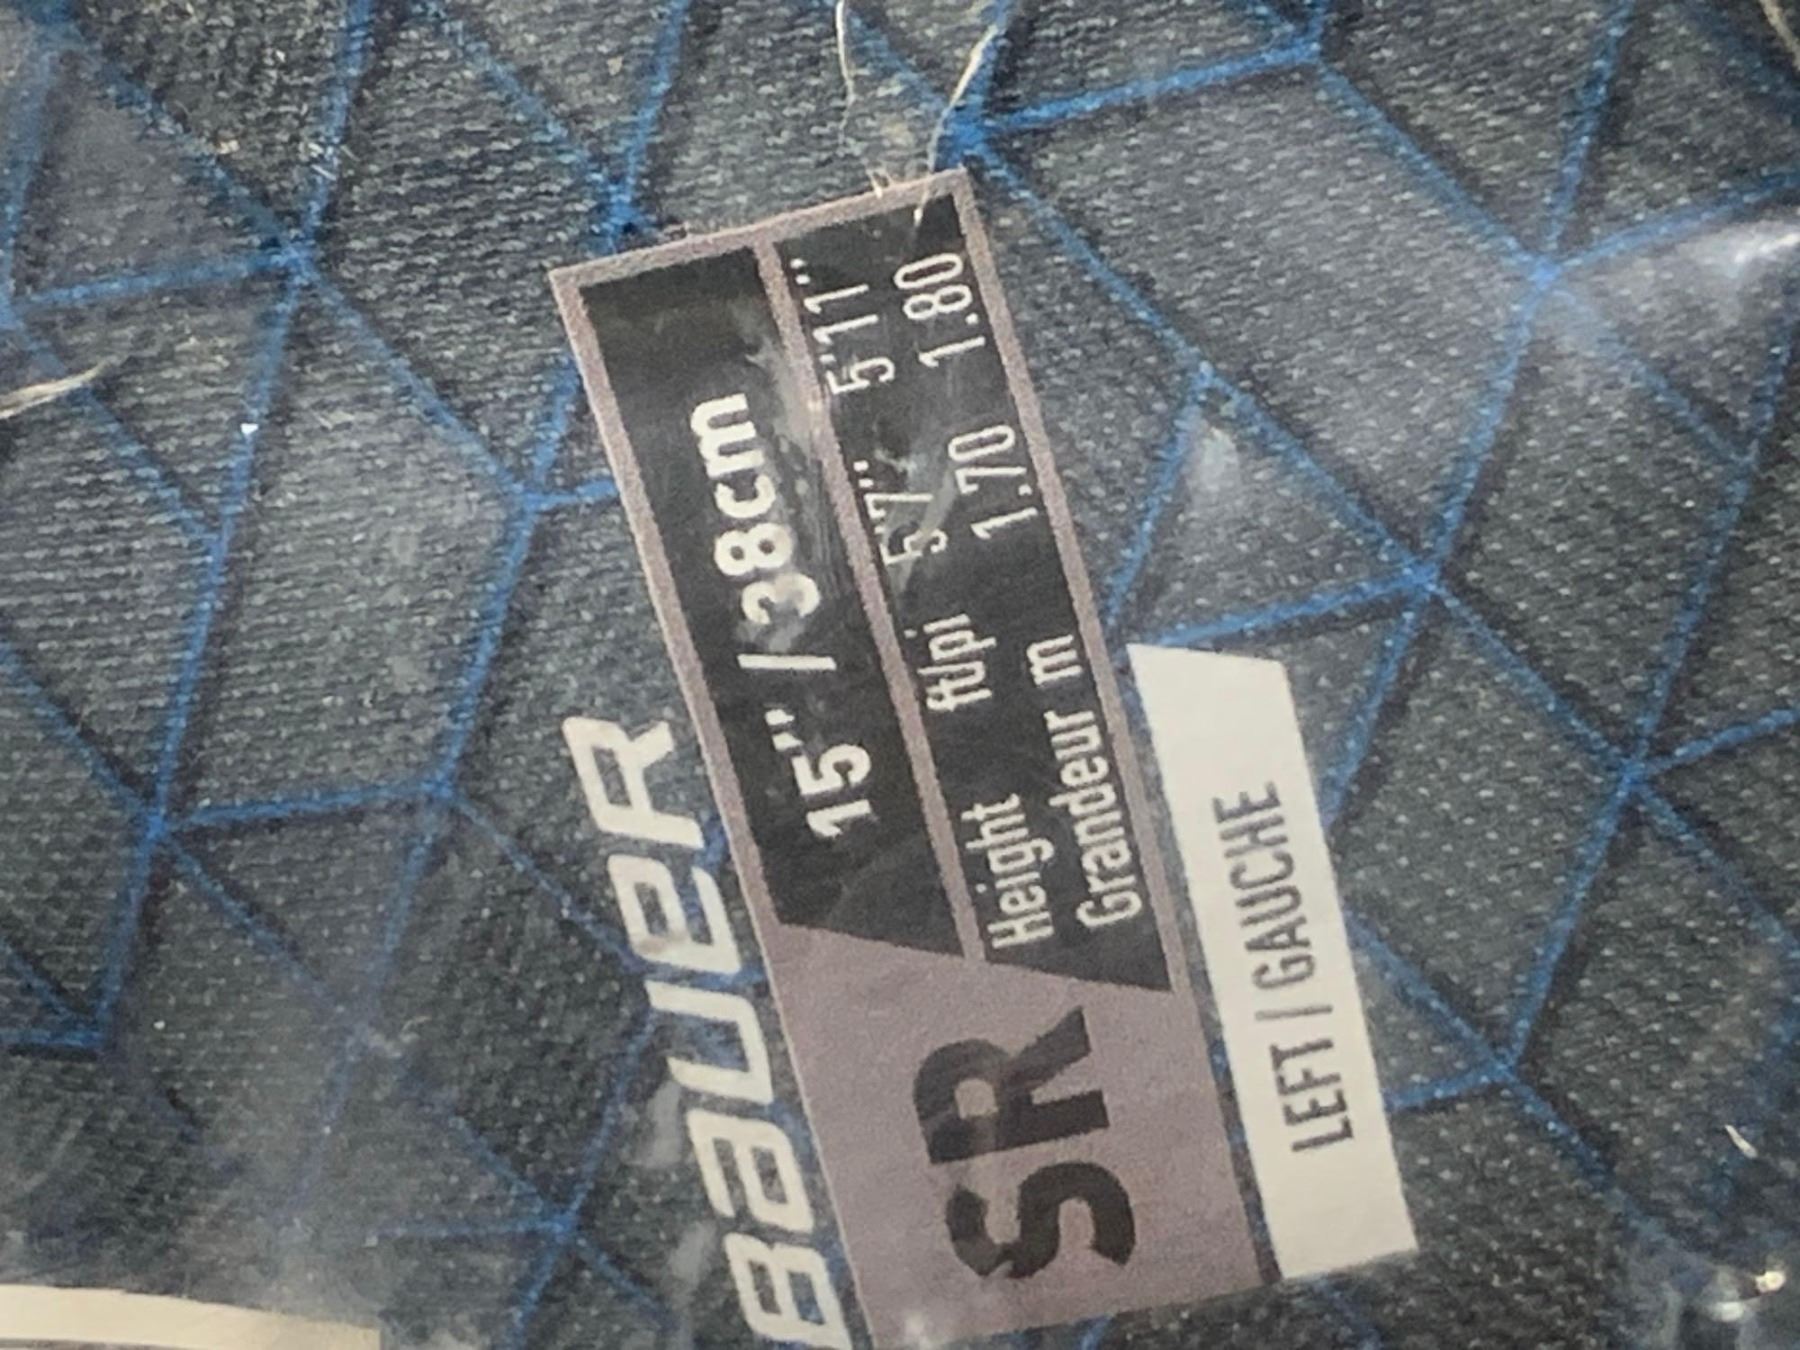 BAUER
SR
15" / 38cm
Height ft/pi 5'7" 5'11"
Grandeur m 1.70 1.80
LEFT / GAUCHE